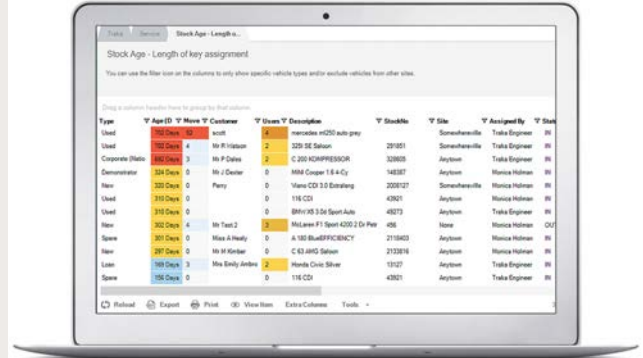 Traka Service Stock Age - Length o...
Stock Age - Length of key assignment
You can use the filter icon on the columns to only show specific vehicle types and/or exclude vehicles from other sites.
Drag a column header here to group by that column
Type Age (D Move Customer Users Description StockNo Site Assigned By Stat
Used 702 Days 52 scott 4 mercedes ml250 auto grey Somewhereville Traka Engineer IN
Used 702 Days 4 Mr R Histson 2 325i SE Saloon 291851 Somewhereville Traka Engineer IN
Corporate (Natio 692 Days 3 Mr P Dales 2 C 200 KOMPRESSOR 328605 Anytown Traka Engineer IN
Demonstrator 324 Days 0 Mr J Dexter 0 MINI Cooper 1.6 4-Cy 148387 Anytown Monica Holman IN
New 320 Days 0 Perry 0 Viano CDI 3.0 Extralang 2008127 Somewhereville Monica Holman IN
Used 310 Days 0 0 116 CDI 43921 Anytown Traka Engineer IN
Used 310 Days 0 0 BMW X5 3.0d Sport Auto 49273 Anytown Traka Engineer IN
New 302 Days 4 Mr Test 2 3 McLaren F1 Sport 4200 2 Dr Petr 456 None Monica Holman OUT
Spare 301 Days 0 Miss A Healy 0 A 180 BlueEFFICIENCY 2118403 Anytown Monica Holman IN
New 297 Days 0 Mr M Kimber 0 C 63 AMG Saloon 2133816 Anytown Monica Holman IN
Loan 169 Days 3 Mrs Emily Ambro 2 Honda Civic Silver 13127 Anytown Traka Engineer IN
Spare 156 Days 0 0 116 CDI 43921 Anytown Traka Engineer IN
Reload Export Print View Item Extra Columns Tools